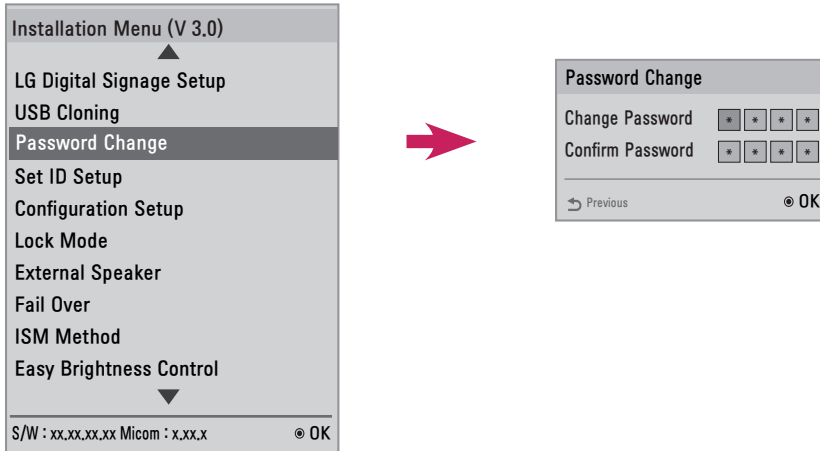 Installation Menu (V 3.0)
LG Digital Signage Setup
USB Cloning
Password Change
Set ID Setup
Configuration Setup
Lock Mode
External Speaker
Fail Over
ISM Method
Easy Brightness Control
S/W : xx.xx.xx.xx Micom : x.xx.x ◉ OK
Password Change
Change Password * * * *
Confirm Password * * * *
Previous ◉ OK